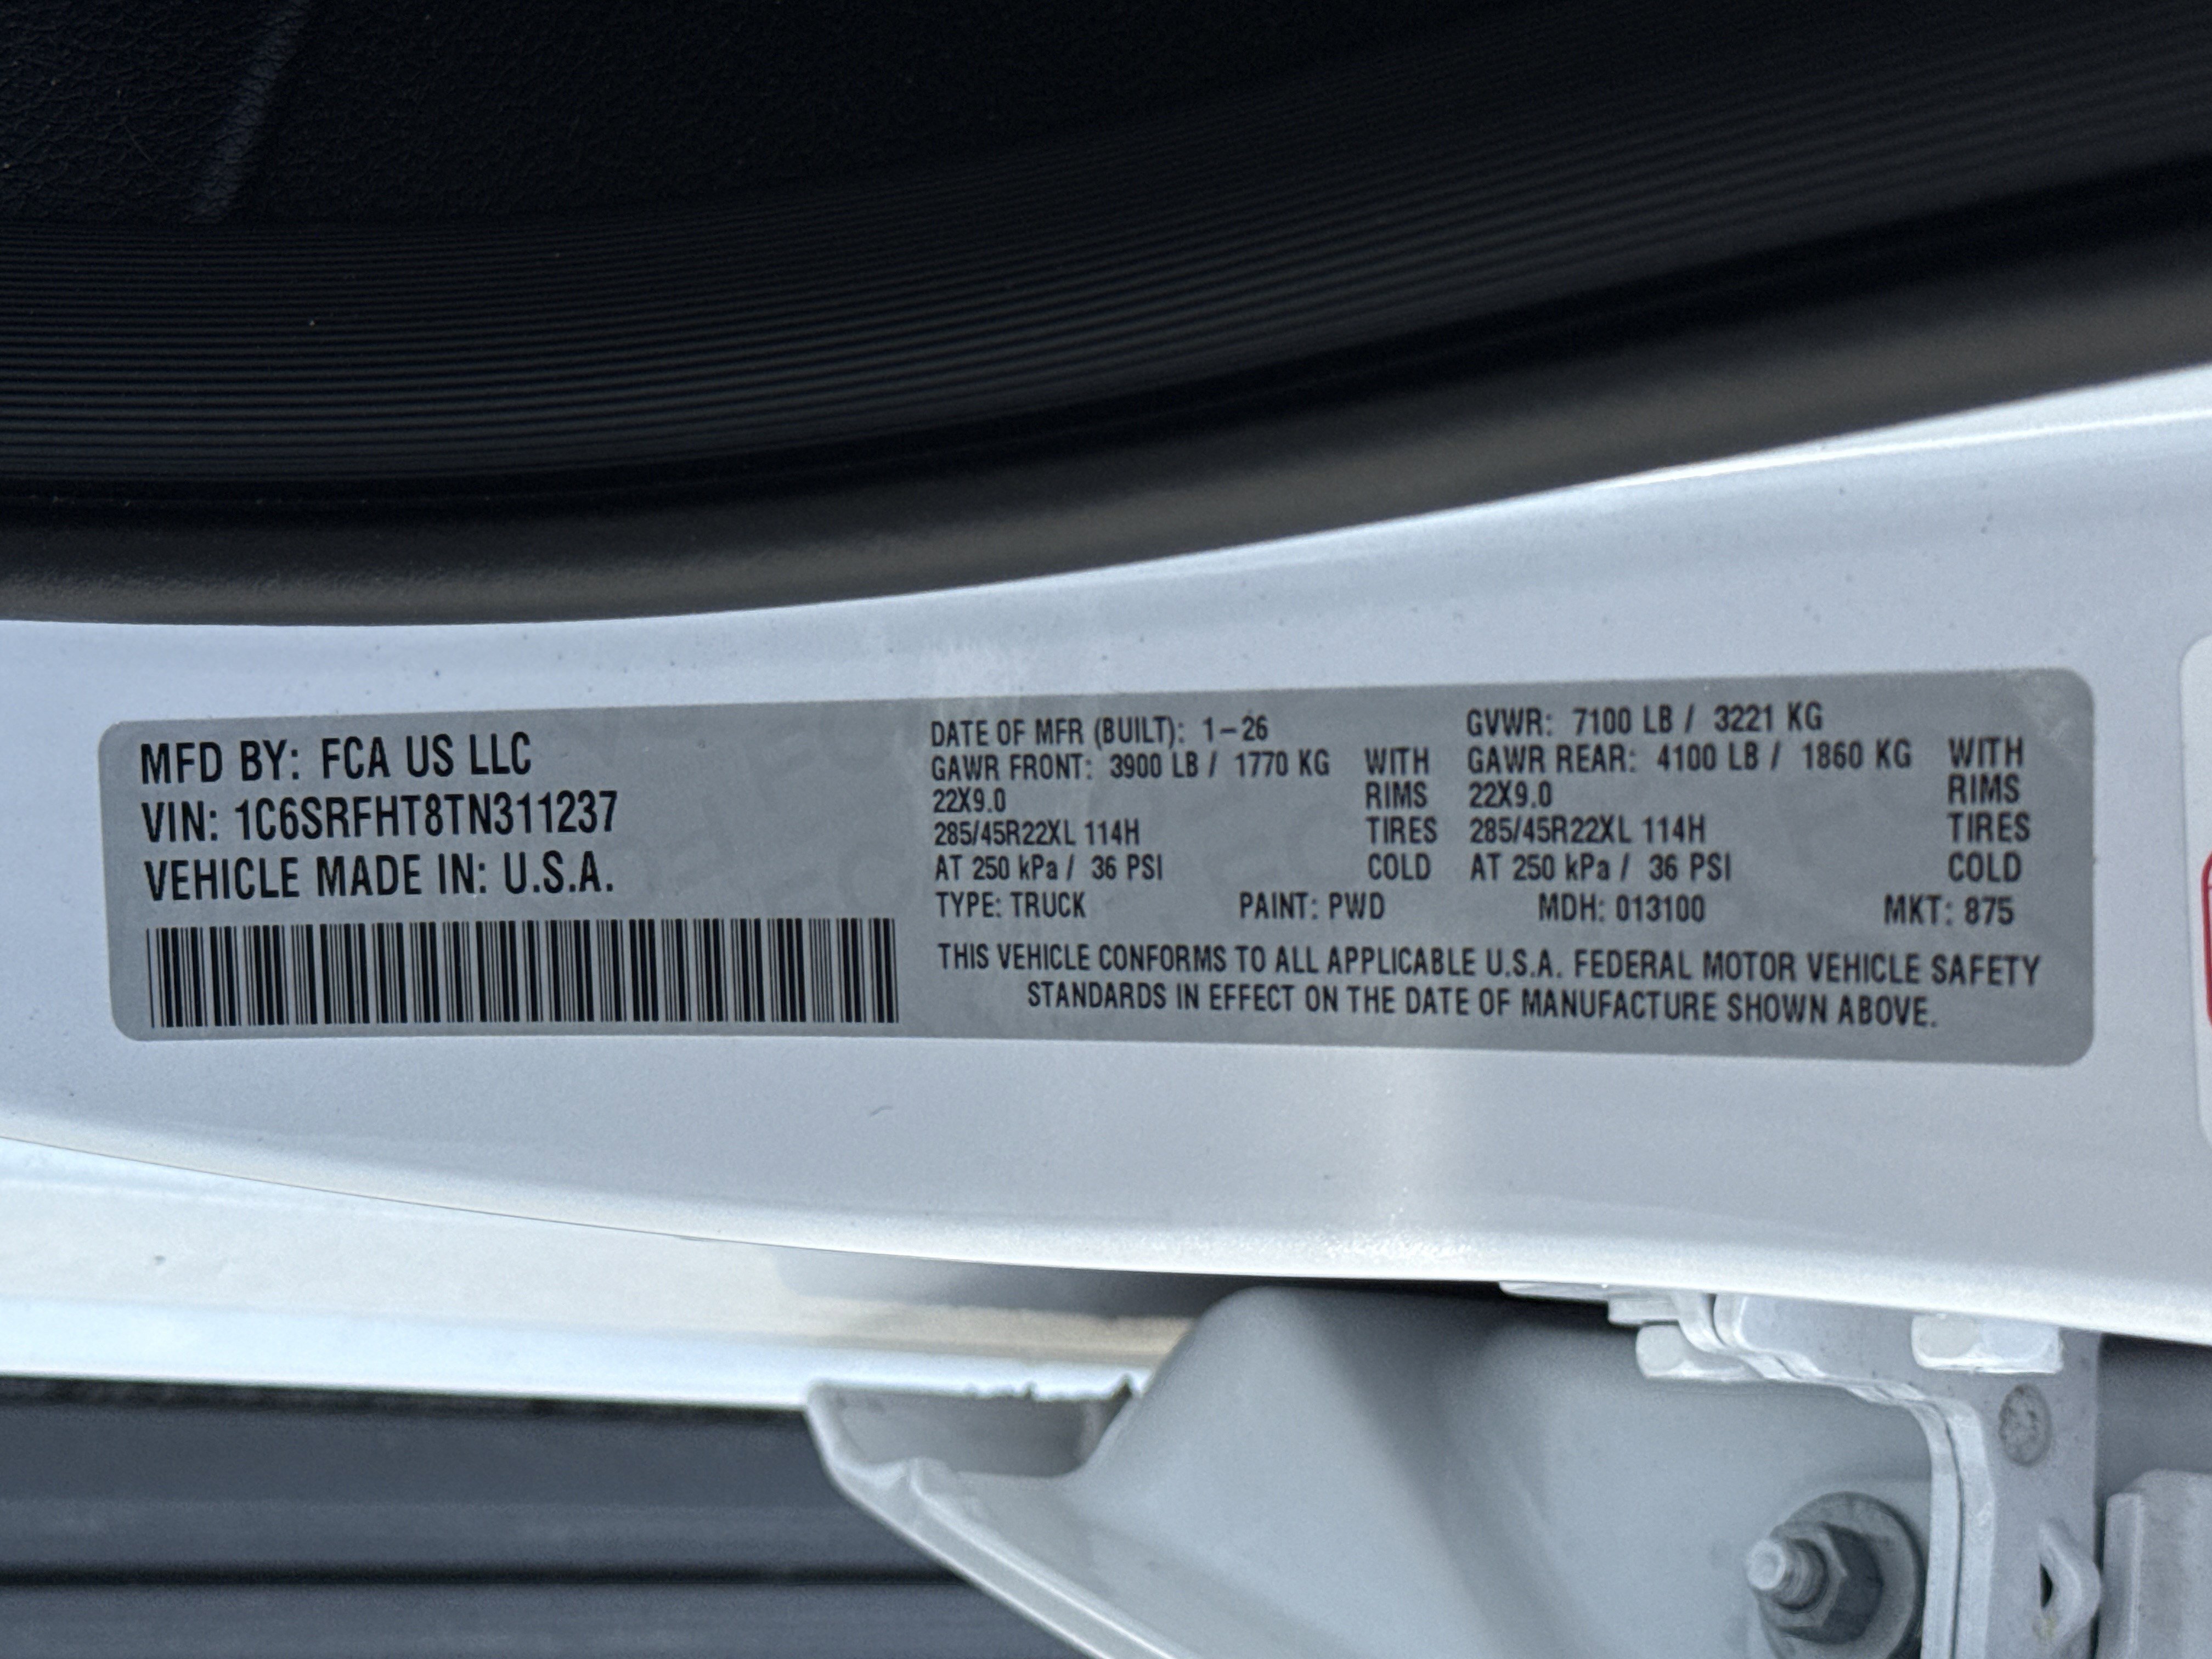 MFD BY: FCA US LLC
VIN: 1C6SRFHT8TN311237
VEHICLE MADE IN: U.S.A.
DATE OF MFR (BUILT): 1-26 GVWR: 7100 LB / 3221 KG
GAWR FRONT: 3900 LB / 1770 KG WITH GAWR REAR: 4100 LB / 1860 KG WITH
22X9.0 RIMS 22X9.0 RIMS
285/45R22XL 114H TIRES 285/45R22XL 114H TIRES
AT 250 kPa / 36 PSI COLD AT 250 kPa / 36 PSI COLD
TYPE: TRUCK PAINT: PWD MDH: 013100 MKT: 875
THIS VEHICLE CONFORMS TO ALL APPLICABLE U.S.A. FEDERAL MOTOR VEHICLE SAFETY
STANDARDS IN EFFECT ON THE DATE OF MANUFACTURE SHOWN ABOVE.